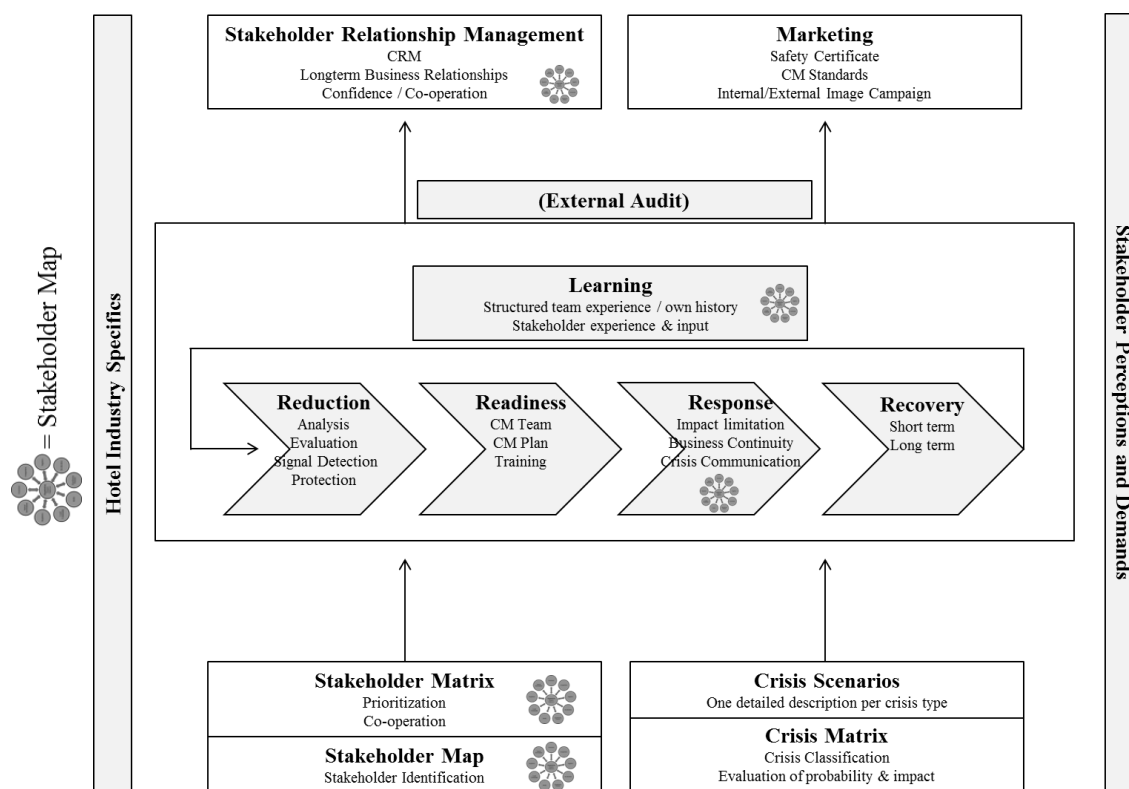 Stakeholder Relationship Management
CRM
Longterm Business Relationships
Confidence / Co-operation
Marketing
Safety Certificate
CM Standards
Internal/External Image Campaign
(External Audit)
= Stakeholder Map
Hotel Industry Specifics
Stakeholder Perceptions and Demands
Learning
Structured team experience / own history
Stakeholder experience & input
Reduction
Analysis
Evaluation
Signal Detection
Protection
Readiness
CM Team
CM Plan
Training
Response
Impact limitation
Business Continuity
Crisis Communication
Recovery
Short term
Long term
Stakeholder Matrix
Prioritization
Co-operation
Stakeholder Map
Stakeholder Identification
Crisis Scenarios
One detailed description per crisis type
Crisis Matrix
Crisis Classification
Evaluation of probability & impact